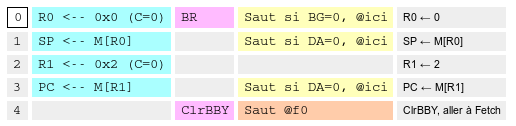 0 R0 <-- 0x0 (C=0) BR Saut si BG=0, @ici R0 ← 0
1 SP <-- M[R0] Saut si DA=0, @ici SP ← M[R0]
2 R1 <-- 0x2 (C=0) R1 ← 2
3 PC <-- M[R1] Saut si DA=0, @ici PC ← M[R1]
4 ClrBBY Saut @f0 ClrBBY, aller à Fetch